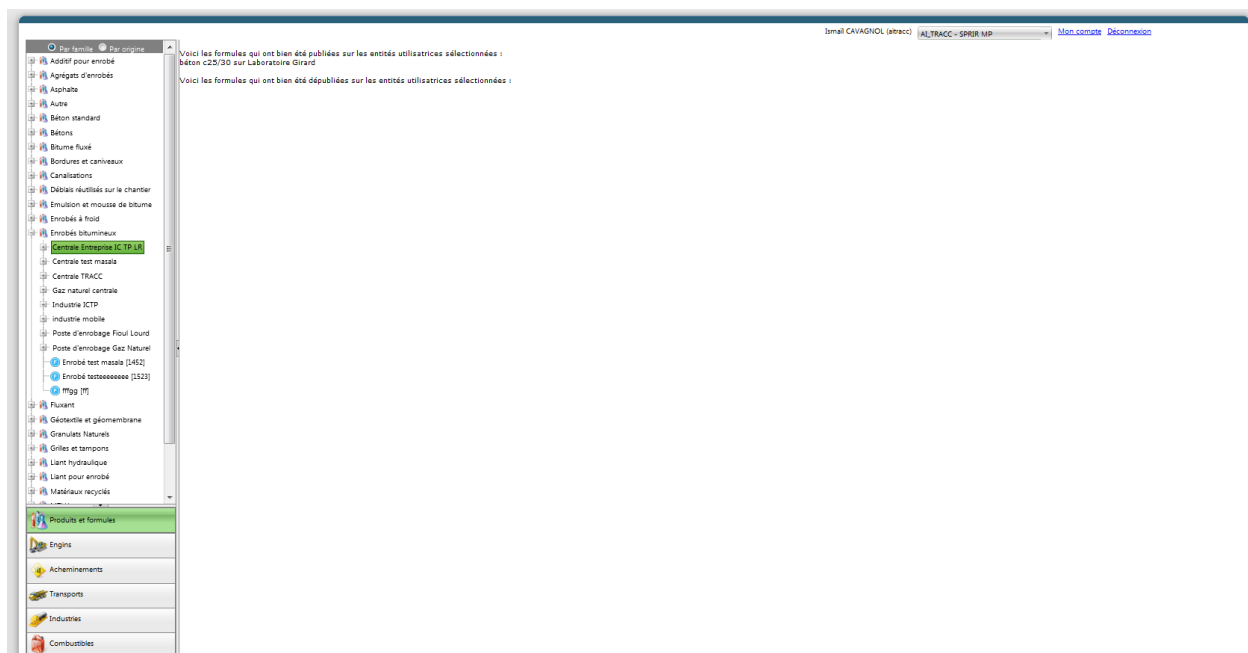 Ismaïl CAVAGNOL (aitracc) AI_TRACC - SPRIR MP Mon compte Déconnexion
Par famille Par origine
Additif pour enrobé
Agrégats d'enrobés
Asphalte
Autre
Béton standard
Bétons
Bitume fluxé
Bordures et caniveaux
Canalisations
Déblais réutilisés sur le chantier
Emulsion et mousse de bitume
Enrobés à froid
Enrobés bitumineux
Centrale Entreprise IC TP LR
Centrale test masala
Centrale TRACC
Gaz naturel centrale
Industrie ICTP
industrie mobile
Poste d'enrobage Fioul Lourd
Poste d'enrobage Gaz Naturel
Enrobé test masala [1452]
Enrobé testeeeeeeee [1523]
fffgg [ff]
Fluxant
Géotextile et géomembrane
Granulats Naturels
Grilles et tampons
Liant hydraulique
Liant pour enrobé
Matériaux recyclés
Produits et formules
Engins
Acheminements
Transports
Industries
Combustibles
Voici les formules qui ont bien été publiées sur les entités utilisatrices sélectionnées :
béton c25/30 sur Laboratoire Girard
Voici les formules qui ont bien été dépubliées sur les entités utilisatrices sélectionnées :